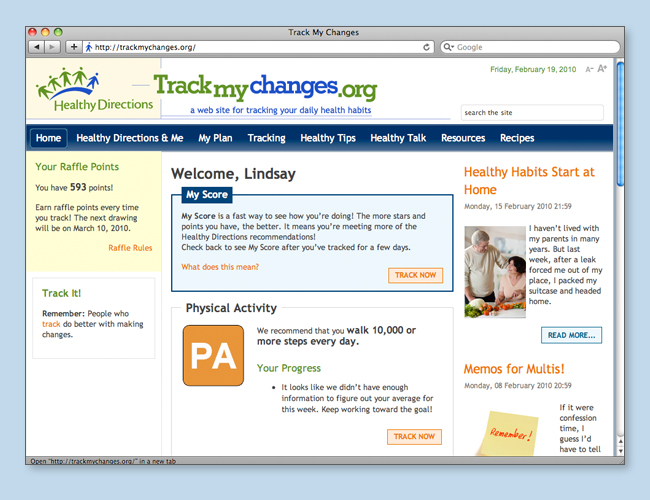 Track My Changes
http://trackmychanges.org/
Google
Friday, February 19, 2010 A- A+
Healthy Directions
Trackmychanges.org
a web site for tracking your daily health habits
search the site
Home Healthy Directions & Me My Plan Tracking Healthy Tips Healthy Talk Resources Recipes
Your Raffle Points
You have 593 points!
Earn raffle points every time
you track! The next drawing
will be on March 10, 2010.
Raffle Rules
Track It!
Remember: People who
track do better with making
changes.
Welcome, Lindsay
My Score
My Score is a fast way to see how you're doing! The more stars and
points you have, the better. It means you're meeting more of the
Healthy Directions recommendations!
Check back to see My Score after you've tracked for a few days.
What does this mean?
TRACK NOW
Physical Activity
PA
We recommend that you walk 10,000 or
more steps every day.
Your Progress
• It looks like we didn't have enough
information to figure out your average for
this week. Keep working toward the goal!
TRACK NOW
Healthy Habits Start at
Home
Monday, 15 February 2010 21:59
I haven't lived with
my parents in many
years. But last
week, after a leak
forced me out of my
place, I packed my
suitcase and headed
home.
READ MORE...
Memos for Multis!
Monday, 08 February 2010 20:59
Remember!
If it were
confession
time, I
guess I'd
have to tell
Open "http://trackmychanges.org/" in a new tab